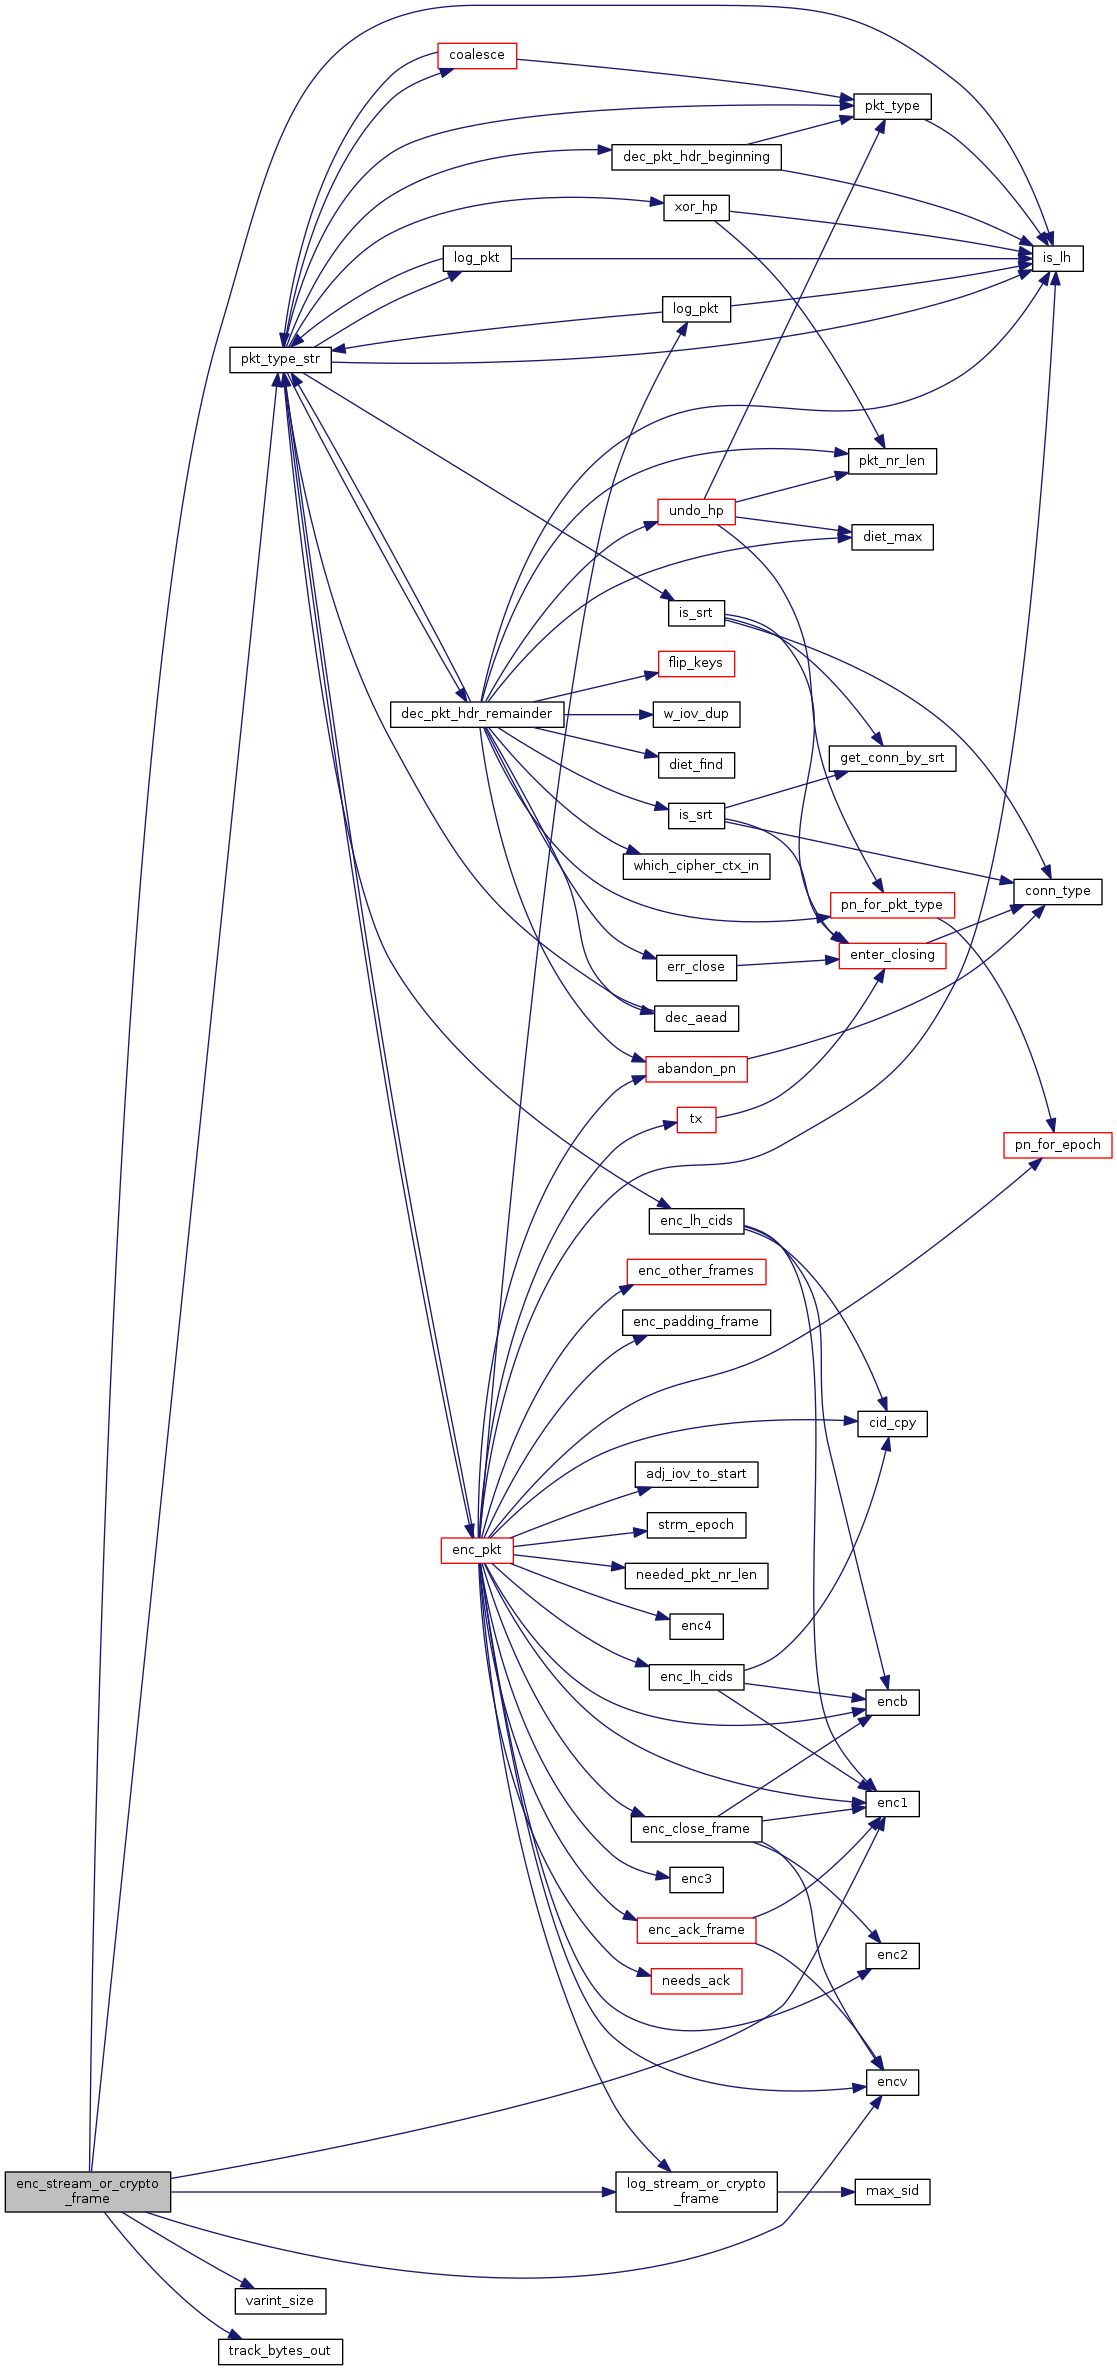 coalesce
pkt_type
dec_pkt_hdr_beginning
xor_hp
log_pkt
is_lh
log_pkt
pkt_type_str
pkt_nr_len
undo_hp
diet_max
is_srt
flip_keys
dec_pkt_hdr_remainder
w_iov_dup
diet_find
get_conn_by_srt
is_srt
which_cipher_ctx_in
conn_type
pn_for_pkt_type
enter_closing
err_close
dec_aead
abandon_pn
tx
pn_for_epoch
enc_lh_cids
enc_other_frames
enc_padding_frame
cid_cpy
adj_iov_to_start
strm_epoch
enc_pkt
needed_pkt_nr_len
enc4
enc_lh_cids
encb
enc1
enc_close_frame
enc3
enc_ack_frame
enc2
needs_ack
encv
enc_stream_or_crypto
_frame
log_stream_or_crypto
_frame
max_sid
varint_size
track_bytes_out